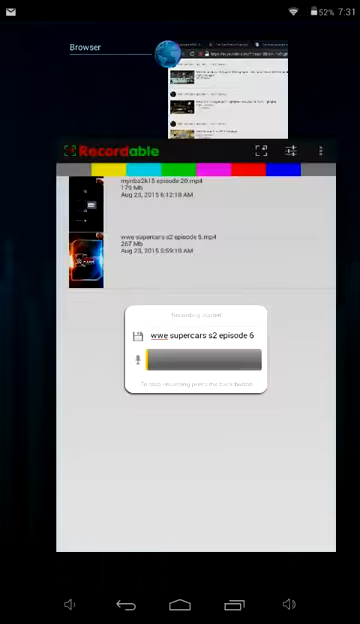 52% 7:31
Browser
Recordable
mynba2k15 episode 20.mp4
179 Mb
Aug 23, 2015 6:12:18 AM
wwe supercars s2 episode 5.mp4
267 Mb
Aug 23, 2015 5:59:10 AM
Recording started
wwe supercars s2 episode 6
To stop recording press the back button